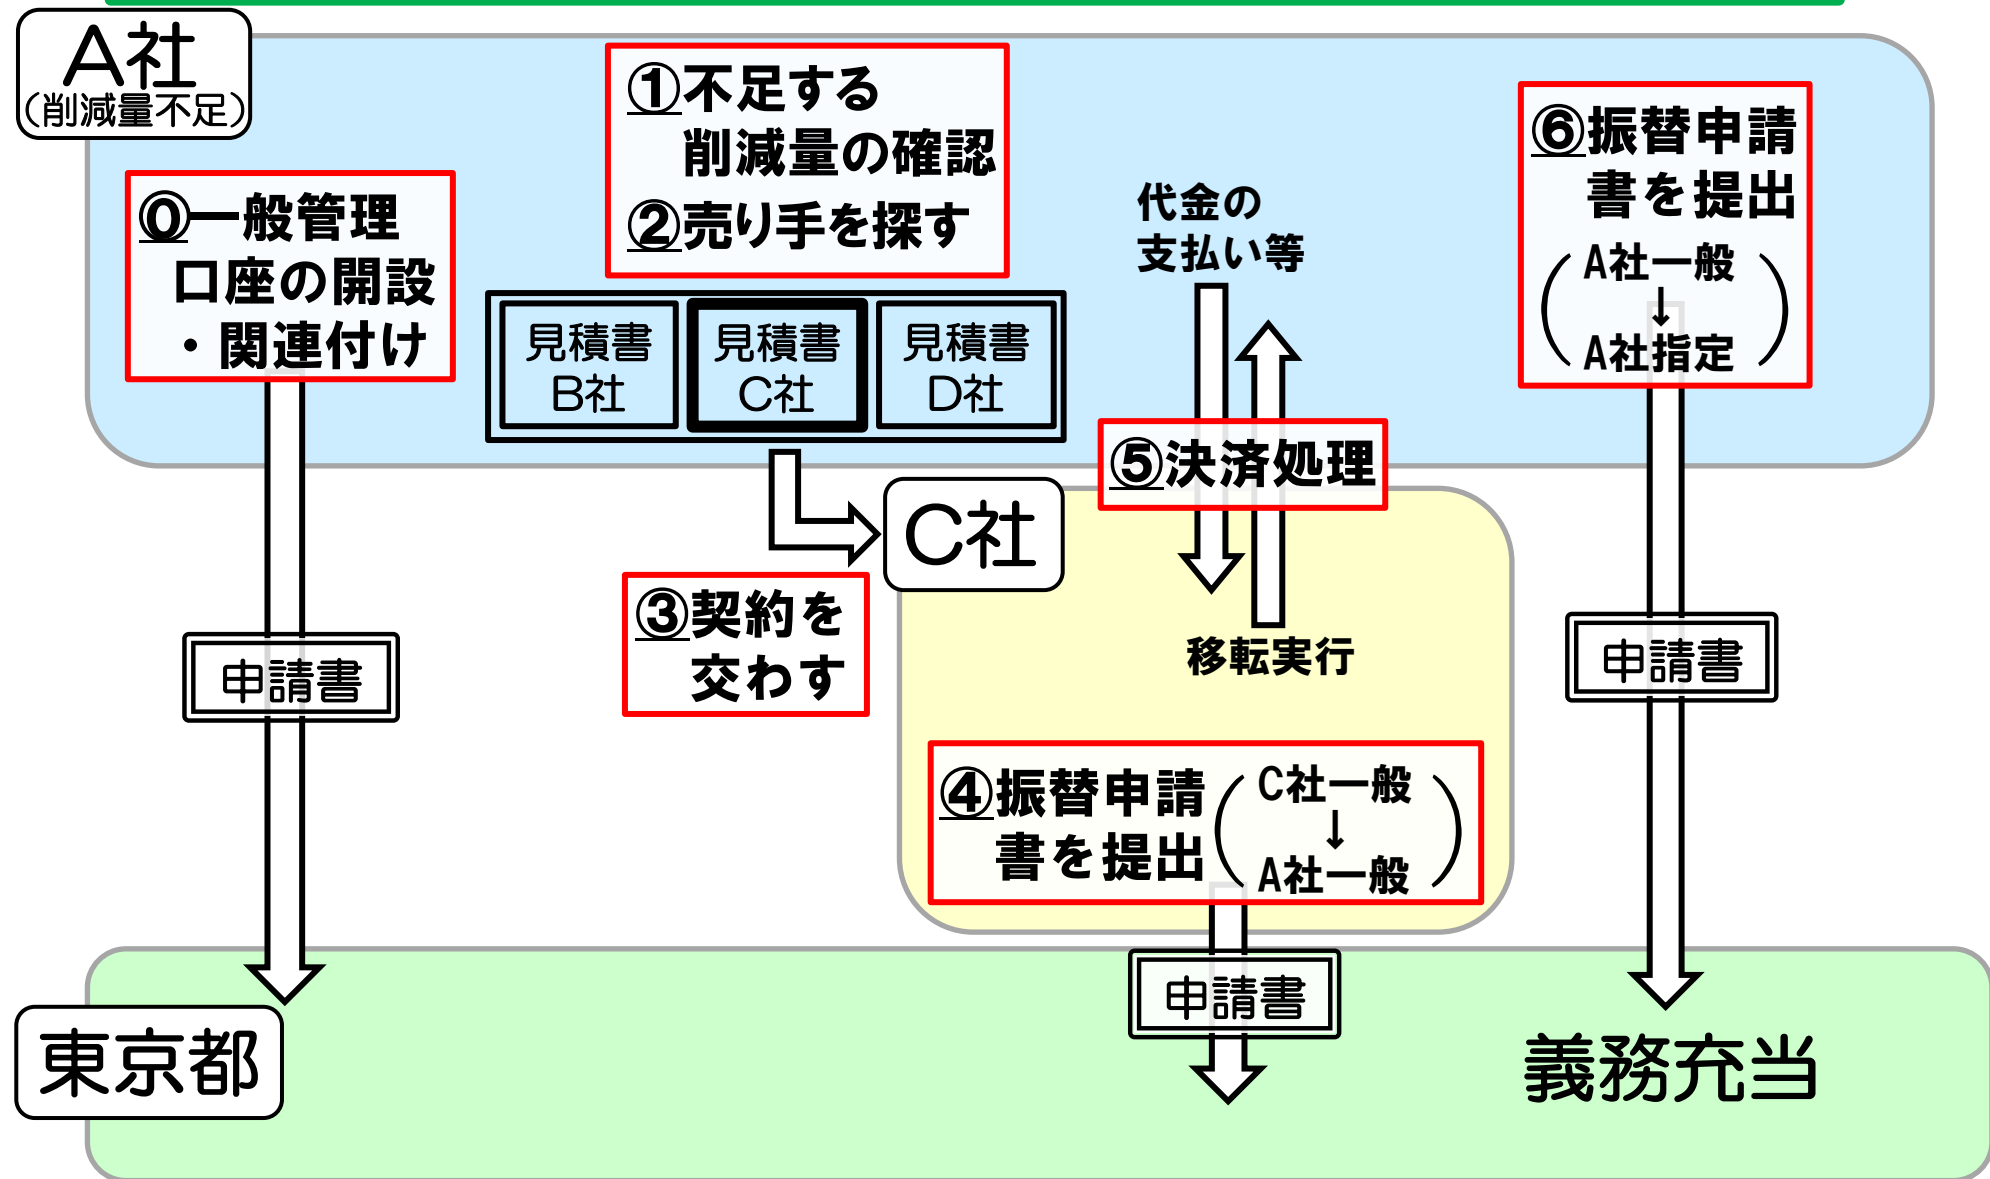 A社
(削減量不足)
⓪一般管理
口座の開設
・関連付け
①不足する
削減量の確認
②売り手を探す
見積書
B社
見積書
C社
見積書
D社
代金の
支払い等
⑥振替申請
書を提出
(A社一般
↓
A社指定)
⑤決済処理
C社
③契約を
交わす
移転実行
申請書
申請書
④振替申請
書を提出
(C社一般
↓
A社一般)
申請書
東京都
義務充当